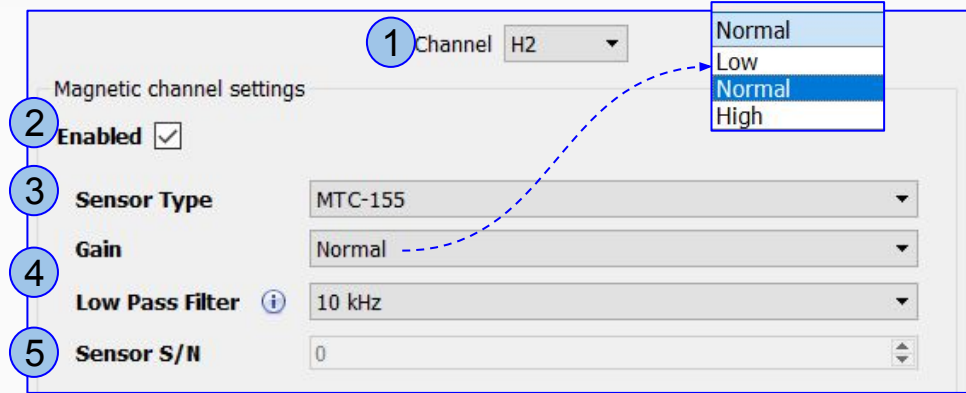 1 Channel H2
Normal
Low
Normal
High
Magnetic channel settings
2 Enabled
3 Sensor Type MTC-155
Gain Normal
4
Low Pass Filter i 10 kHz
5 Sensor S/N 0